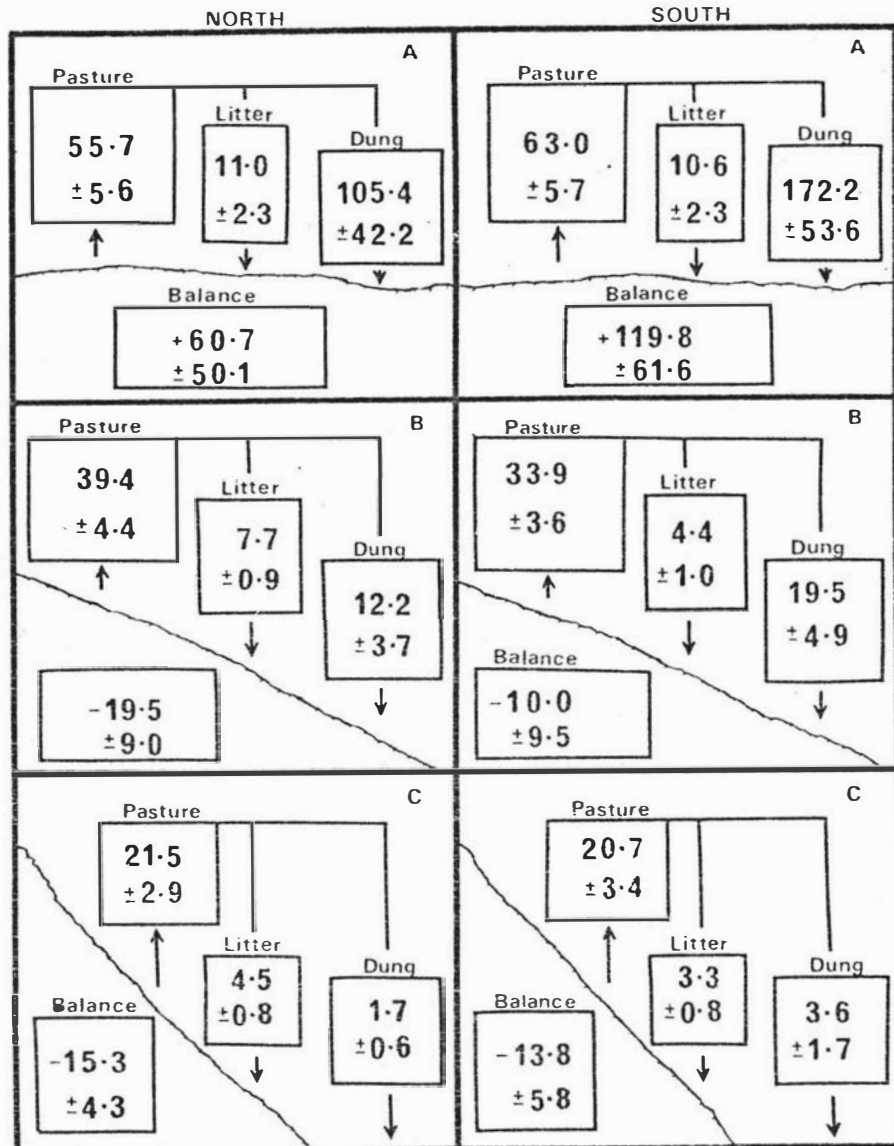 NORTH
SOUTH
A
Pasture
55·7
±5·6
Litter
11·0
±2·3
Dung
105·4
±42·2
Balance
+60·7
±50·1
A
Pasture
63·0
±5·7
Litter
10·6
±2·3
Dung
172·2
±53·6
Balance
+119·8
±61·6
B
Pasture
39·4
±4·4
Litter
7·7
±0·9
Dung
12·2
±3·7
-19·5
±9·0
B
Pasture
33·9
±3·6
Litter
4·4
±1·0
Dung
19·5
±4·9
Balance
-10·0
±9·5
C
Pasture
21·5
±2·9
Litter
4·5
±0·8
Dung
1·7
±0·6
Balance
-15·3
±4·3
C
Pasture
20·7
±3·4
Litter
3·3
±0·8
Dung
3·6
±1·7
Balance
-13·8
±5·8